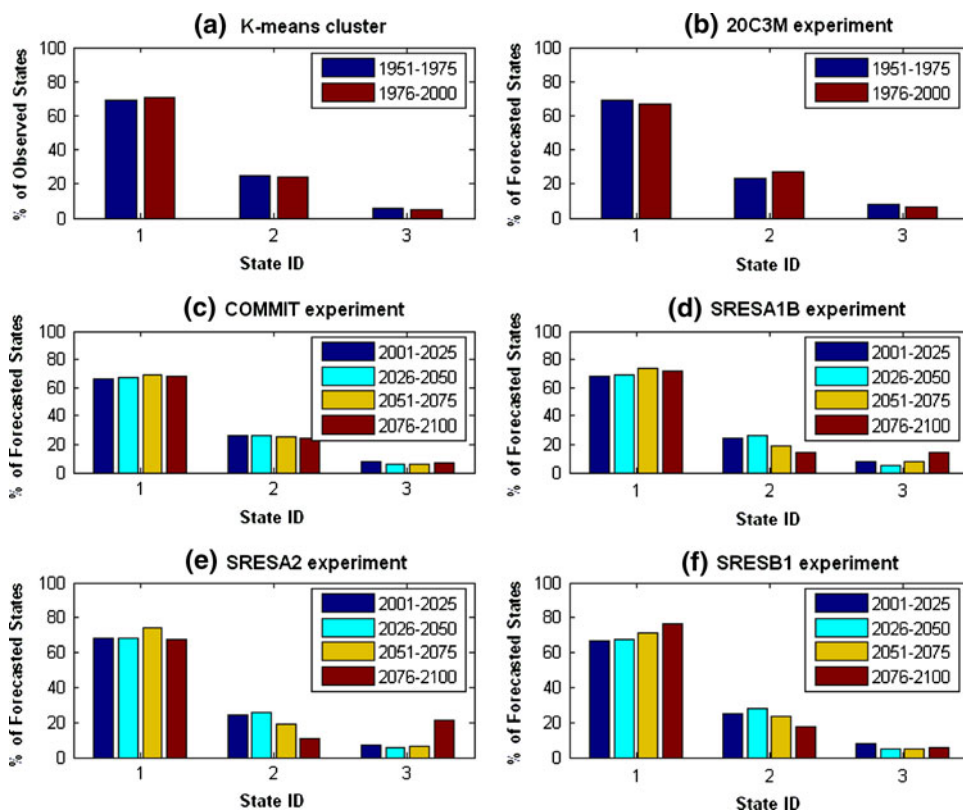 (a) K-means cluster
% of Observed States
100
80
60
40
20
0
1951-1975
1976-2000
1 2 3
State ID
(b) 20C3M experiment
% of Forecasted States
100
80
60
40
20
0
1951-1975
1976-2000
1 2 3
State ID
(c) COMMIT experiment
% of Forecasted States
100
80
60
40
20
0
2001-2025
2026-2050
2051-2075
2076-2100
1 2 3
State ID
(d) SRESA1B experiment
% of Forecasted States
100
80
60
40
20
0
2001-2025
2026-2050
2051-2075
2076-2100
1 2 3
State ID
(e) SRESA2 experiment
% of Forecasted States
100
80
60
40
20
0
2001-2025
2026-2050
2051-2075
2076-2100
1 2 3
State ID
(f) SRESB1 experiment
% of Forecasted States
100
80
60
40
20
0
2001-2025
2026-2050
2051-2075
2076-2100
1 2 3
State ID